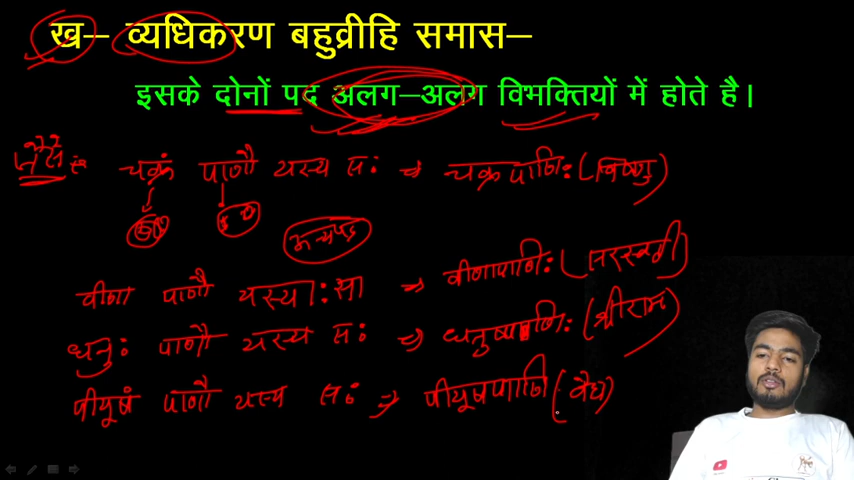 ख– व्यधिकरण बहुव्रीहि समास–
इसके दोनों पद अलग–अलग विभक्तियों में होते है।
जैसे चक्रं पाणौ यस्य सः → चक्रपाणिः (विष्णु)
अन्यपद
वीणा पाणौ यस्याः सा → वीणापाणिः (सरस्वती)
धनुः पाणौ यस्य सः → धनुष्पाणिः (श्रीराम)
पीयूषं पाणौ यस्य सः → पीयूषपाणि (वैद्य)